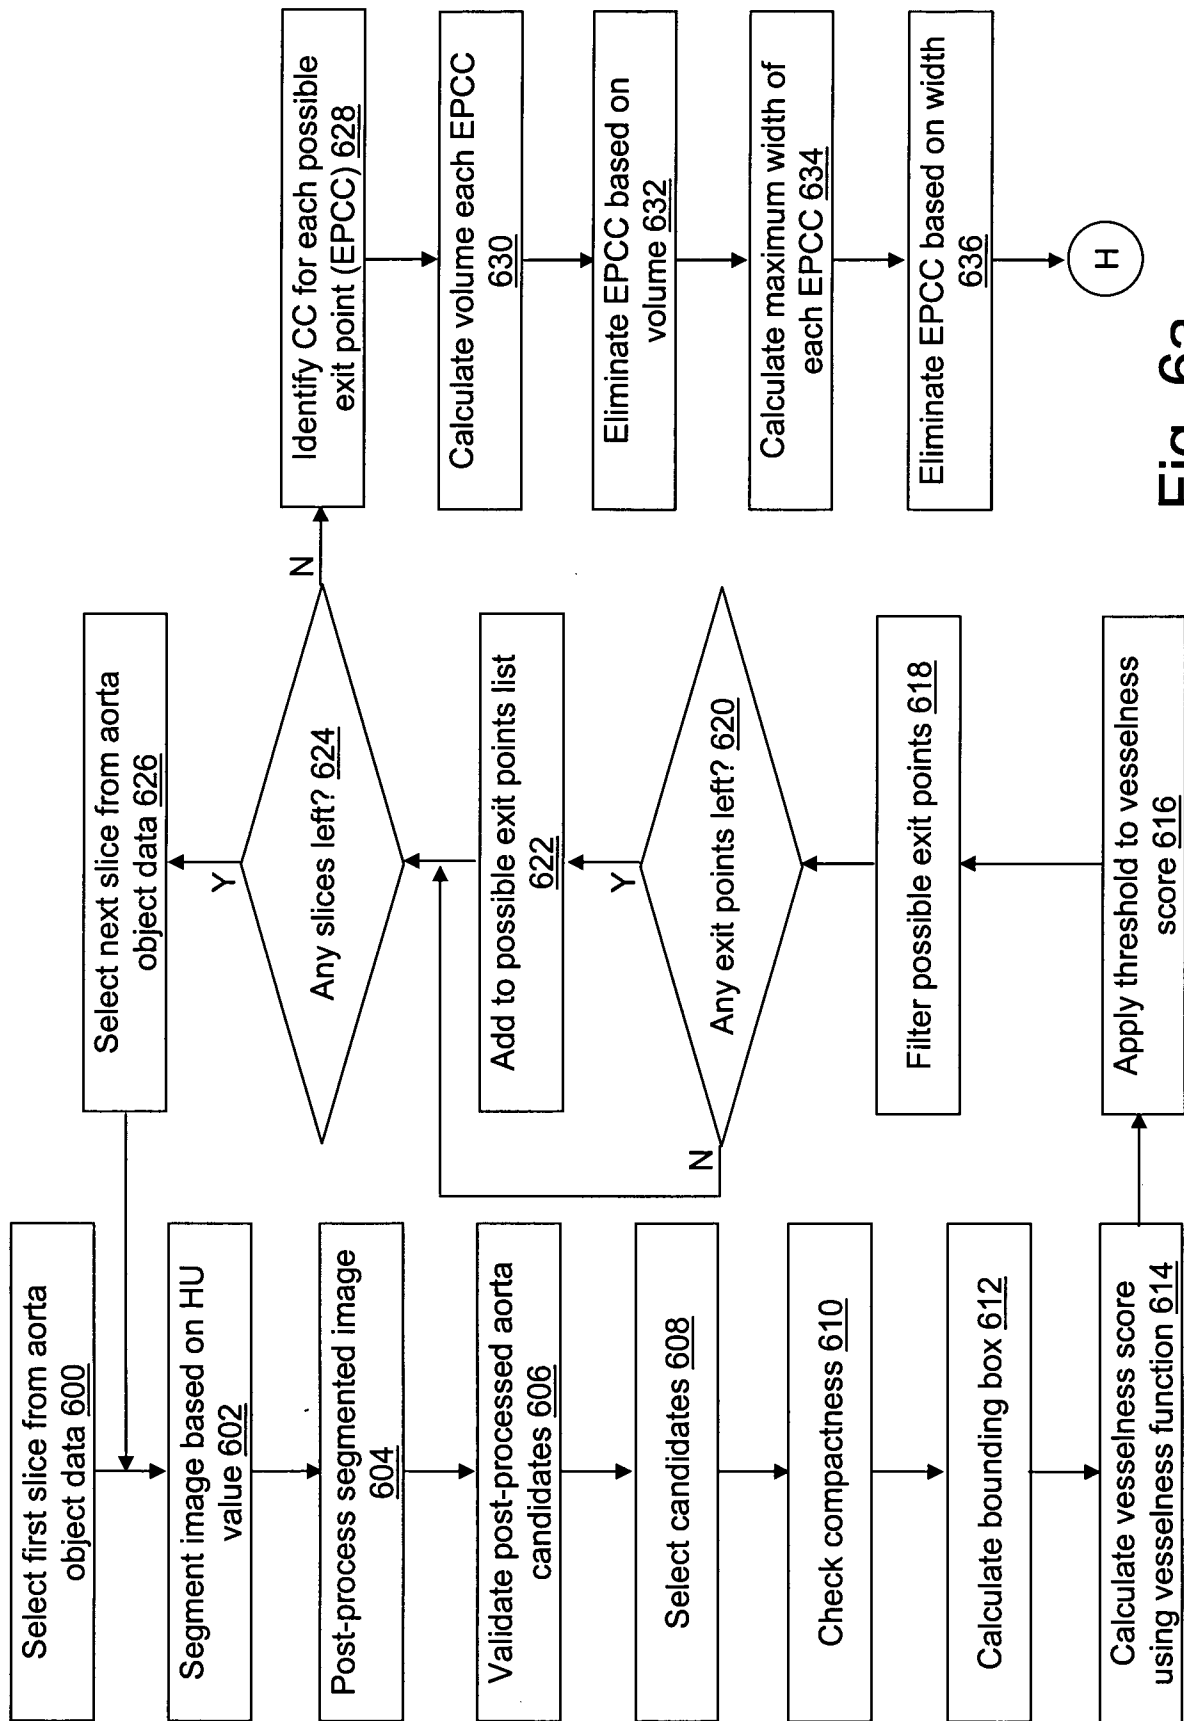 Select first slice from aorta
object data 600
Segment image based on HU
value 602
Post-process segmented image
604
Validate post-processed aorta
candidates 606
Select candidates 608
Check compactness 610
Calculate bounding box 612
Calculate vesselness score
using vesselness function 614
Select next slice from aorta
object data 626
Y
Any slices left? 624
N
Add to possible exit points list
622
Y
Any exit points left? 620
N
Filter possible exit points 618
Apply threshold to vesselness
score 616
Identify CC for each possible
exit point (EPCC) 628
Calculate volume each EPCC
630
Eliminate EPCC based on
volume 632
Calculate maximum width of
each EPCC 634
Eliminate EPCC based on width
636
H
Fig. 6a